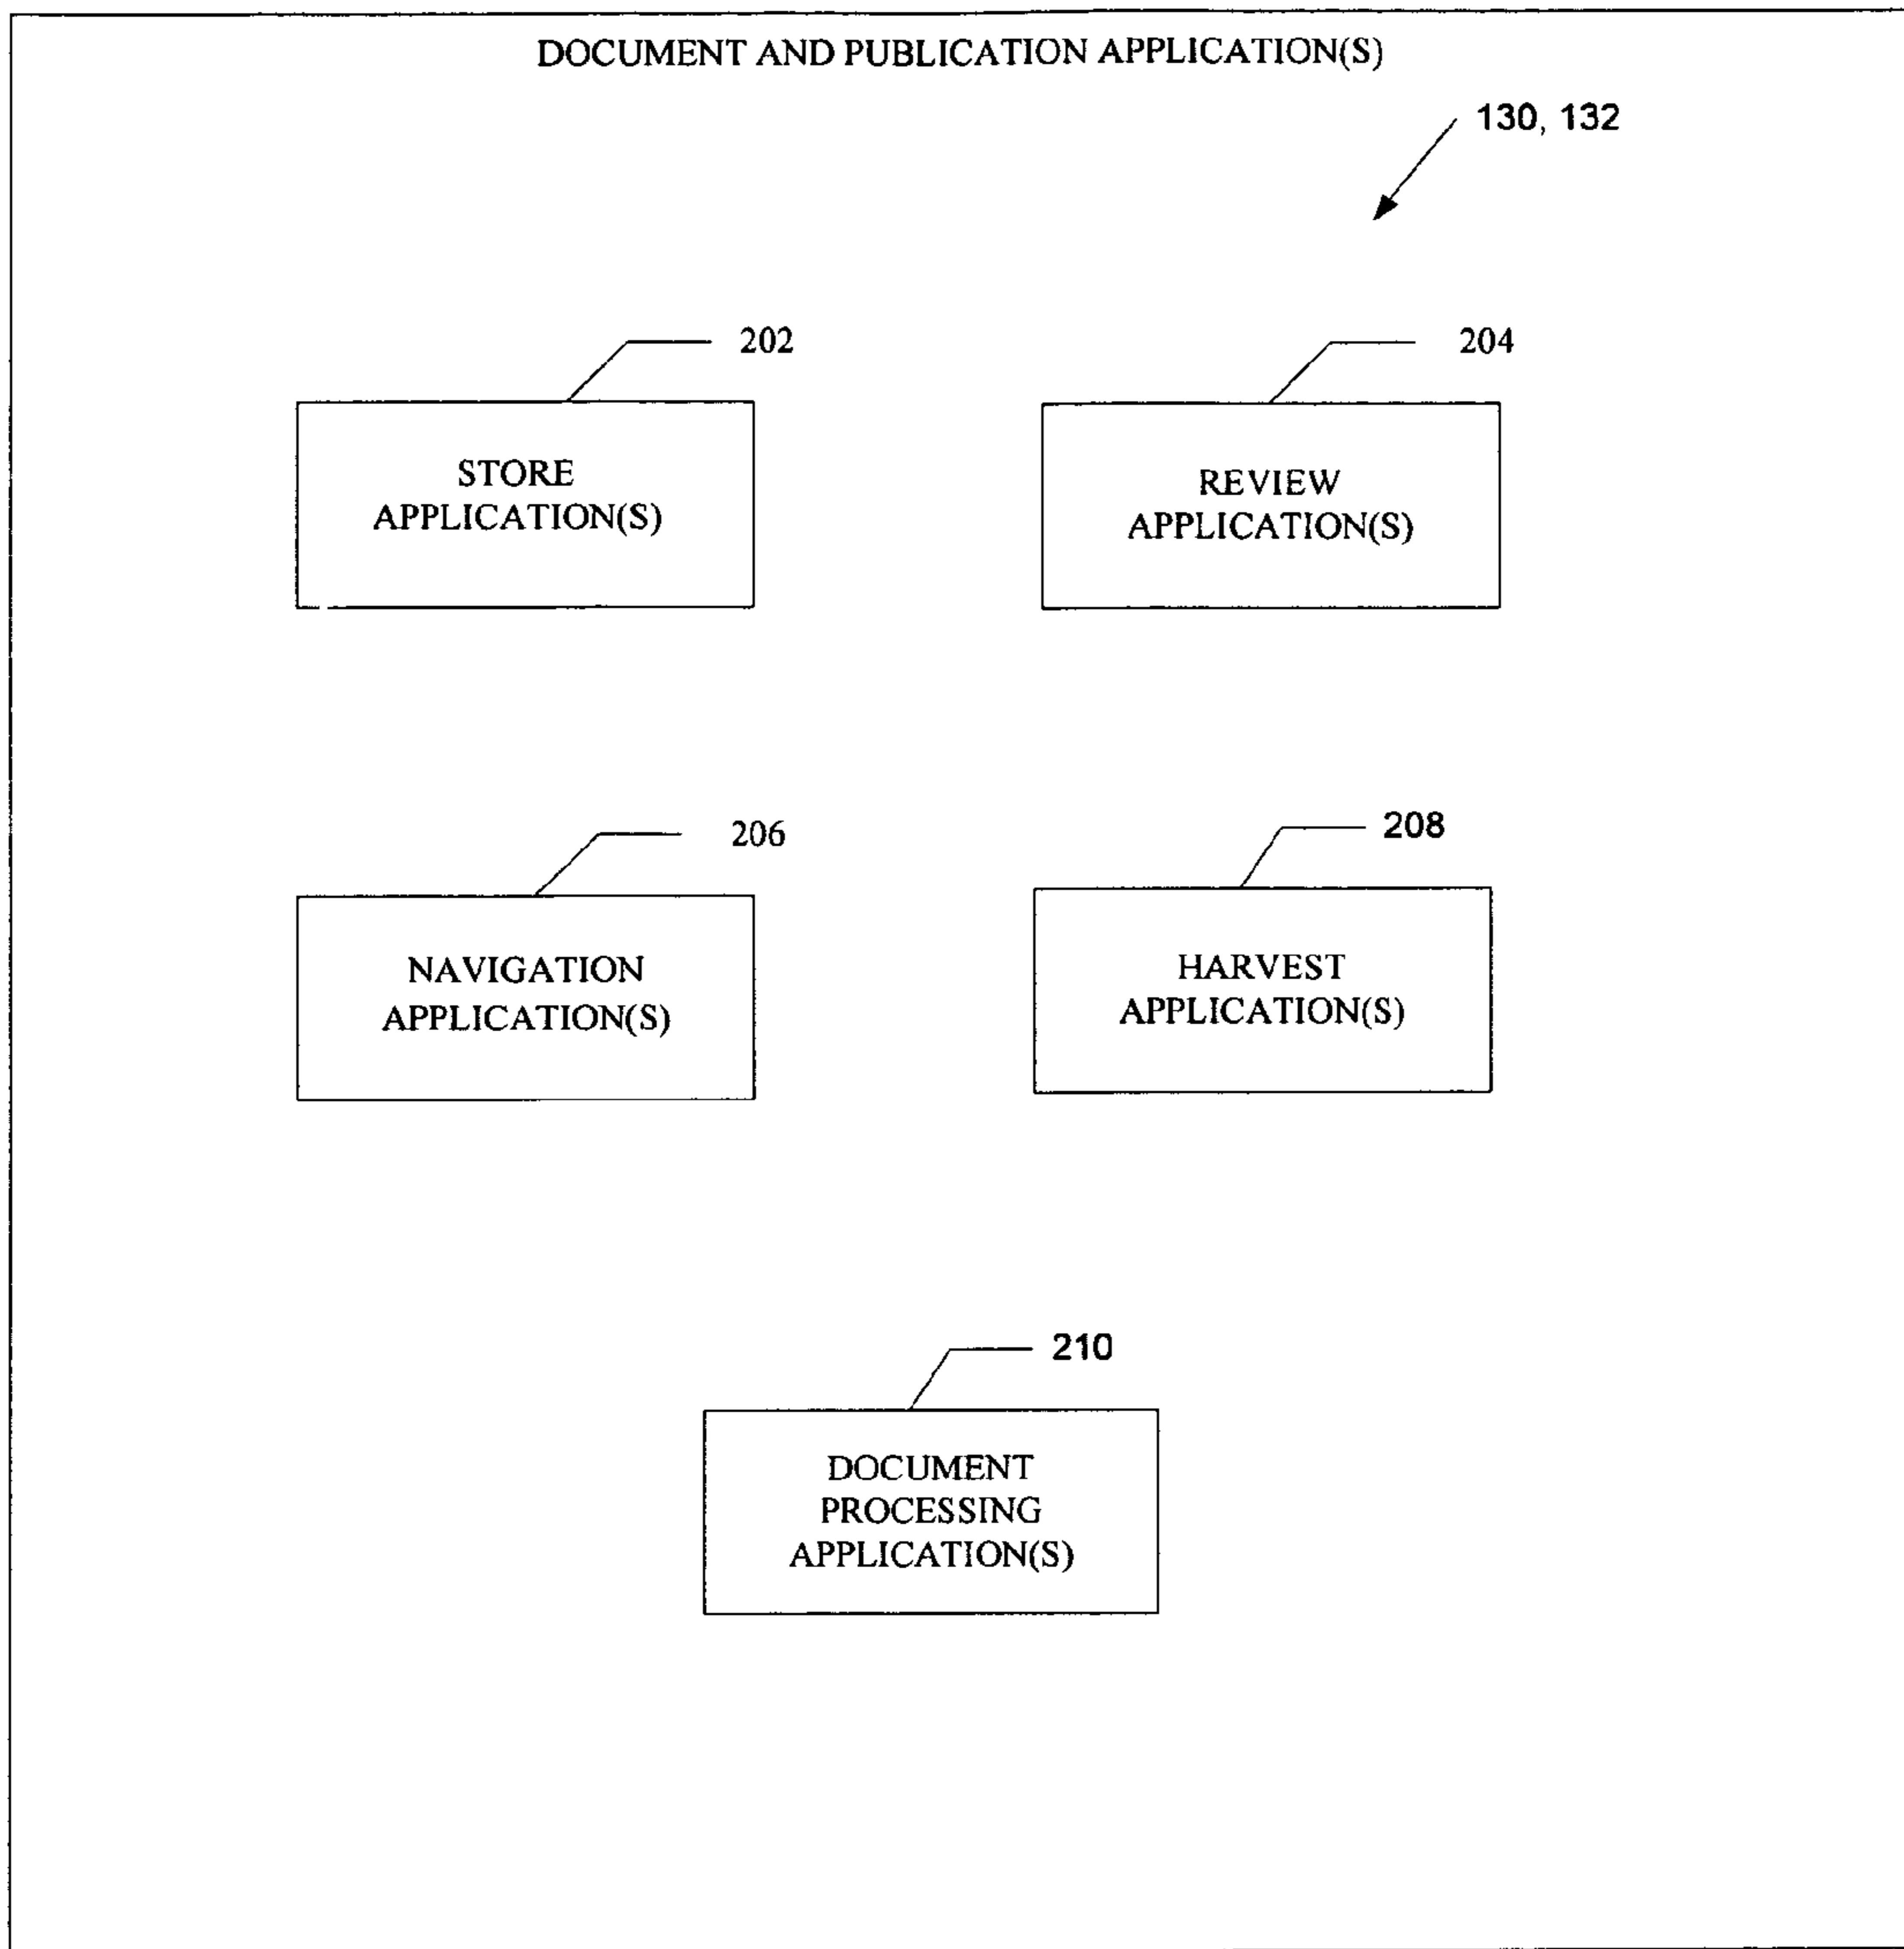 DOCUMENT AND PUBLICATION APPLICATION(S)
130, 132
202
STORE
APPLICATION(S)
204
REVIEW
APPLICATION(S)
206
NAVIGATION
APPLICATION(S)
208
HARVEST
APPLICATION(S)
210
DOCUMENT
PROCESSING
APPLICATION(S)